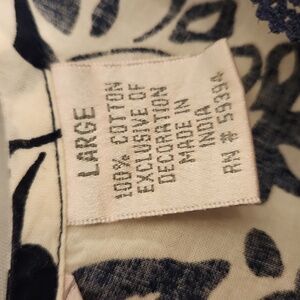 LARGE
100% COTTON
EXCLUSIVE OF
DECORATION
MADE IN
INDIA
RN # 59394